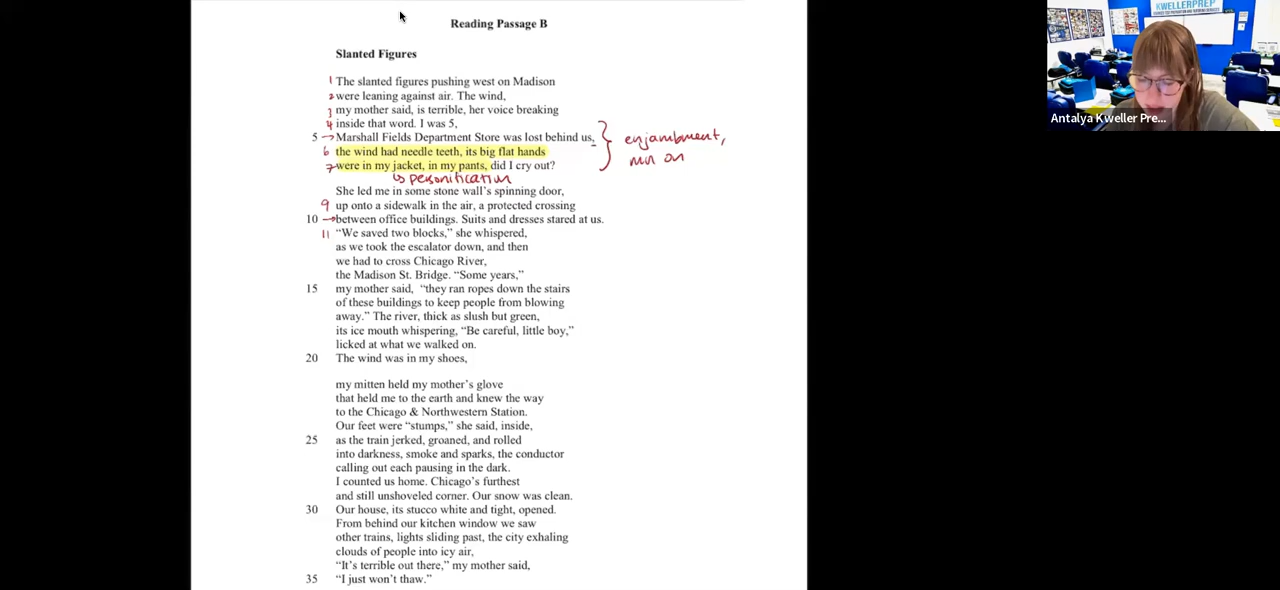 Reading Passage B
Slanted Figures
1 The slanted figures pushing west on Madison
2 were leaning against air. The wind,
3 my mother said, is terrible, her voice breaking
4 inside that word. I was 5,
5 → Marshall Fields Department Store was lost behind us,
6 the wind had needle teeth, its big flat hands
7 were in my jacket, in my pants, did I cry out?
enjambment,
run on
↳ personification
She led me in some stone wall's spinning door,
9 up onto a sidewalk in the air, a protected crossing
10 → between office buildings. Suits and dresses stared at us.
11 "We saved two blocks," she whispered,
as we took the escalator down, and then
we had to cross Chicago River,
the Madison St. Bridge. "Some years,"
15 my mother said, "they ran ropes down the stairs
of these buildings to keep people from blowing
away." The river, thick as slush but green,
its ice mouth whispering, "Be careful, little boy,"
licked at what we walked on.
20 The wind was in my shoes,
my mitten held my mother's glove
that held me to the earth and knew the way
to the Chicago & Northwestern Station.
Our feet were "stumps," she said, inside,
25 as the train jerked, groaned, and rolled
into darkness, smoke and sparks, the conductor
calling out each pausing in the dark.
I counted us home. Chicago's furthest
and still unshoveled corner. Our snow was clean.
30 Our house, its stucco white and tight, opened.
From behind our kitchen window we saw
other trains, lights sliding past, the city exhaling
clouds of people into icy air,
"It's terrible out there," my mother said,
35 "I just won't thaw."
KWELLERPREP
Antalya Kweller Pre...